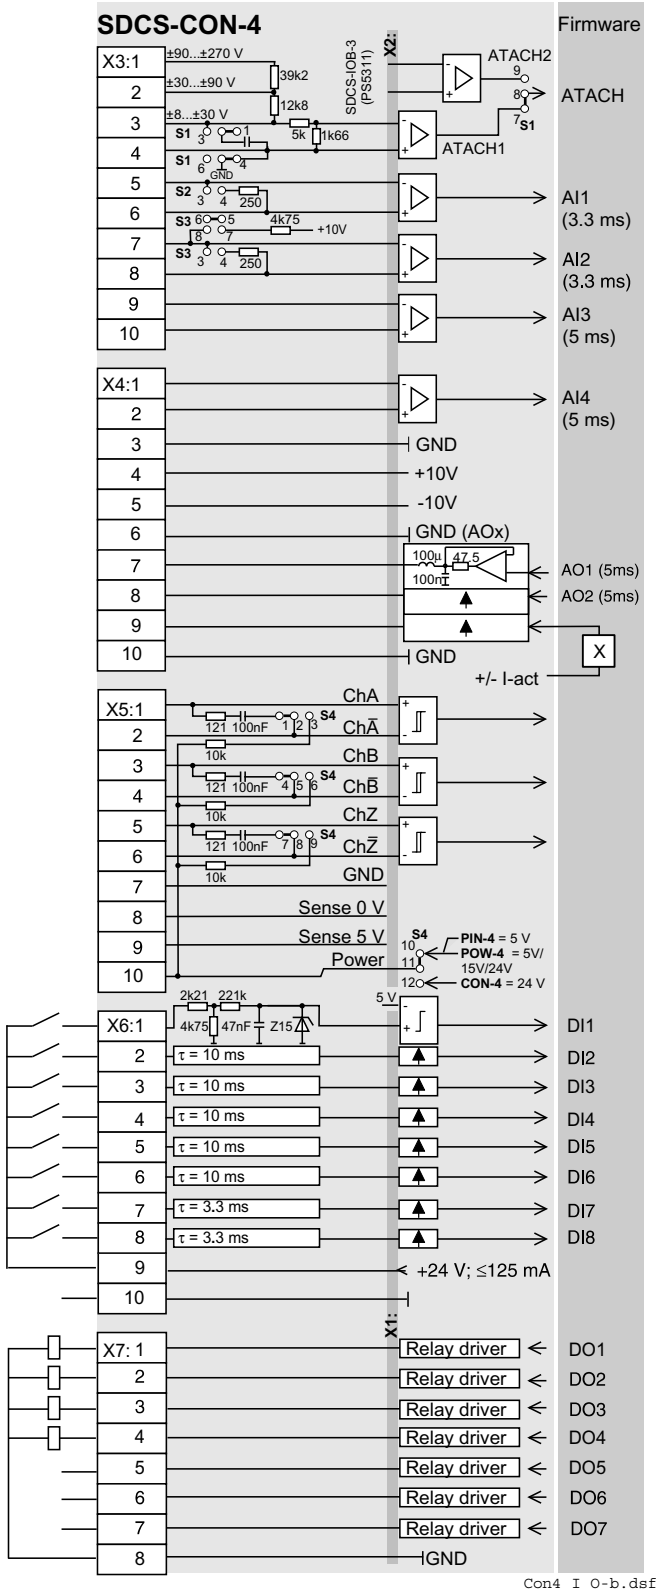 SDCS-CON-4
Firmware
X2:
SDCS-IOB-3
(PS5311)
X3:1
±90...±270 V
39k2
2
±30...±90 V
12k8
3
±8...±30 V
S1
3
1
5k
1k66
4
S1
6
GND
4
-
+
ATACH2
9
8
7
S1
ATACH
-
+
ATACH1
5
S2
3
4
250
6
-
+
AI1
(3.3 ms)
S3
6
5
8
7
4k75
+10V
7
S3
3
4
250
8
-
+
AI2
(3.3 ms)
9
10
-
+
AI3
(5 ms)
X4:1
2
-
+
AI4
(5 ms)
3
GND
4
+10V
5
-10V
6
GND (AOx)
7
100µ
47.5
100n
AO1 (5ms)
8
AO2 (5ms)
9
X
10
GND
+/- I-act
X5:1
ChA
+
121
100nF
1
2
3
S4
2
ChA̅
-
10k
3
ChB
+
121
100nF
4
5
6
S4
4
ChB̅
-
10k
5
ChZ
+
121
100nF
7
8
9
S4
6
ChZ̅
-
10k
7
GND
8
Sense 0 V
9
Sense 5 V
10
Power
S4
10
11
12
PIN-4 = 5 V
POW-4 = 5V/
15V/24V
CON-4 = 24 V
2k21
221k
5 V
-
+
X6:1
4k75
47nF
Z15
DI1
2
τ = 10 ms
DI2
3
τ = 10 ms
DI3
4
τ = 10 ms
DI4
5
τ = 10 ms
DI5
6
τ = 10 ms
DI6
7
τ = 3.3 ms
DI7
8
τ = 3.3 ms
DI8
9
+24 V; ≤125 mA
10
X1:
X7: 1
Relay driver
DO1
2
Relay driver
DO2
3
Relay driver
DO3
4
Relay driver
DO4
5
Relay driver
DO5
6
Relay driver
DO6
7
Relay driver
DO7
8
GND
Con4 I O-b.dsf